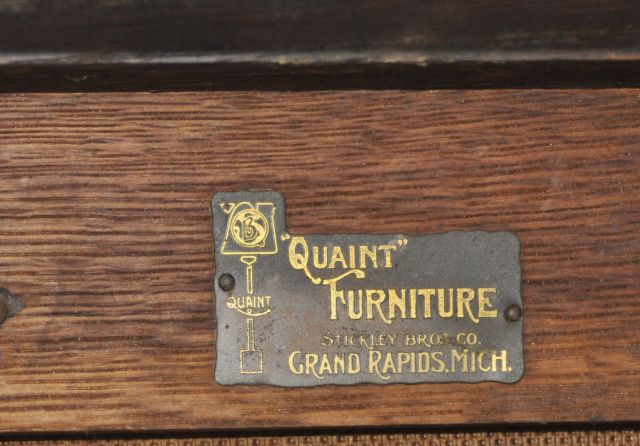 "QUAINT"
FURNITURE
STICKLEY BROS. CO.
GRAND RAPIDS, MICH.
QUAINT